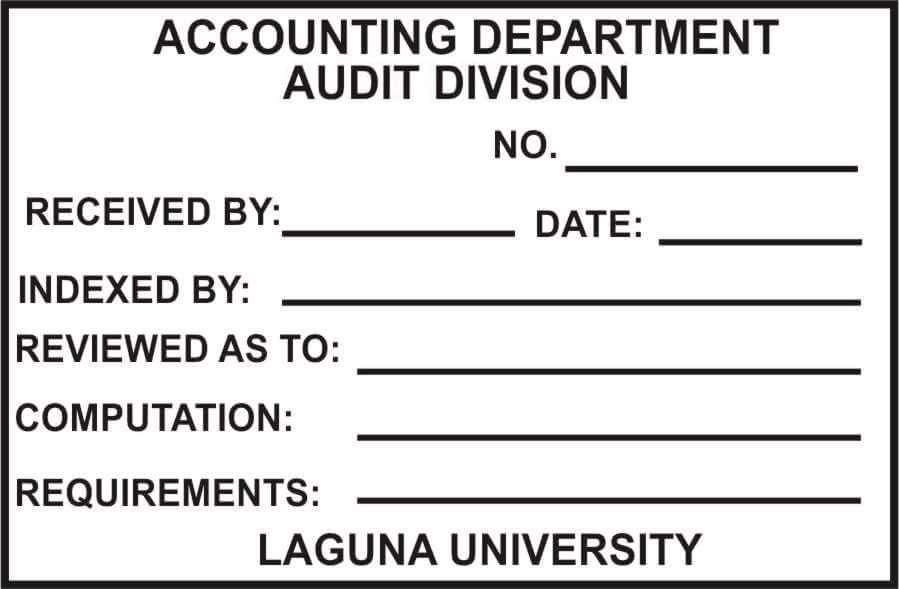 ACCOUNTING DEPARTMENT
AUDIT DIVISION
NO.
RECEIVED BY: DATE:
INDEXED BY:
REVIEWED AS TO:
COMPUTATION:
REQUIREMENTS:
LAGUNA UNIVERSITY